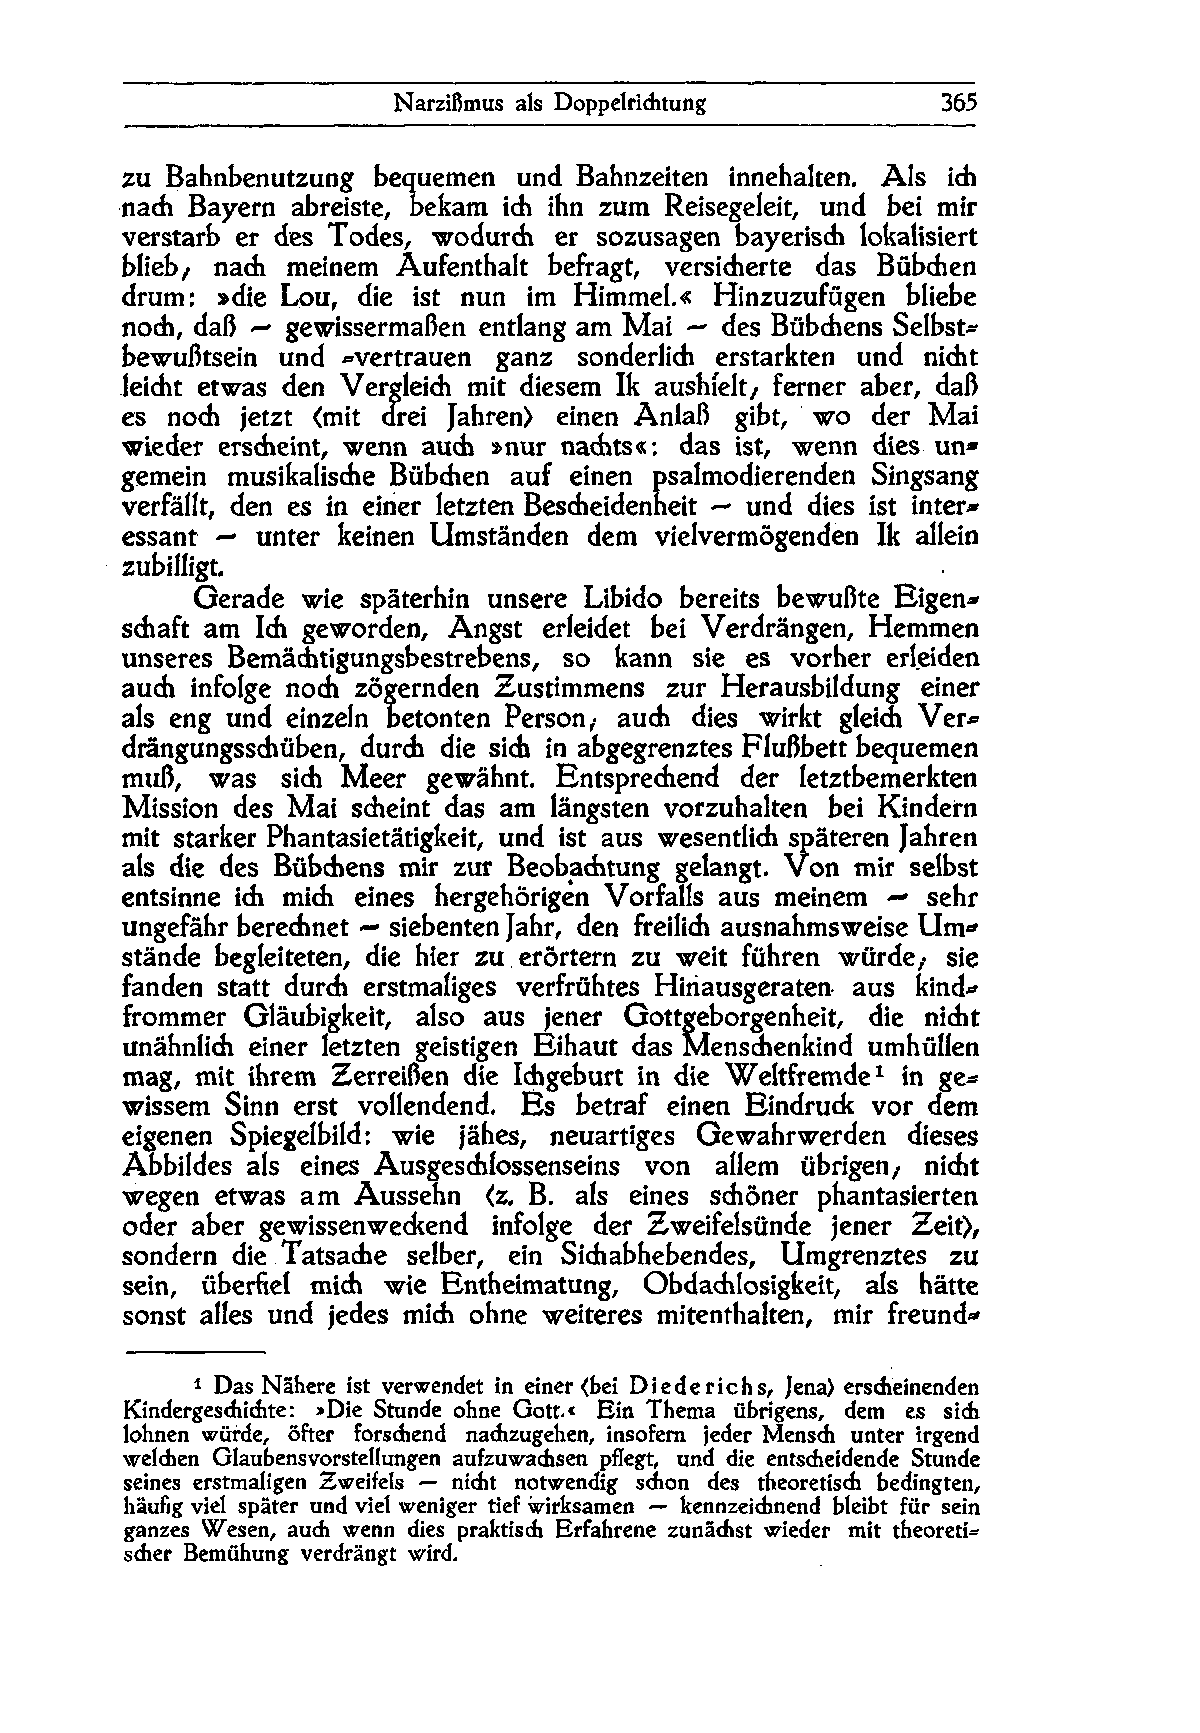 Narzißmus als Doppelrichtung 365
zu Bahnbenutzung bequemen und Bahnzeiten innehalten. Als ich
nach Bayern abreiste, bekam ich ihn zum Reisegeleit, und bei mir
verstarb er des Todes, wodurch er sozusagen bayerisch lokalisiert
blieb; nach meinem Aufenthalt befragt, versicherte das Bübchen
drum: »die Lou, die ist nun im Himmel.« Hinzuzufügen bliebe
noch, daß — gewissermaßen entlang am Mai — des Bübchens Selbst-
bewußtsein und -vertrauen ganz sonderlich erstarkten und nicht
leicht etwas den Vergleich mit diesem Ik aushielt; ferner aber, daß
es noch jetzt (mit drei Jahren) einen Anlaß gibt, wo der Mai
wieder erscheint, wenn auch »nur nachts«: das ist, wenn dies un-
gemein musikalische Bübchen auf einen psalmodierenden Singsang
verfällt, den es in einer letzten Bescheidenheit — und dies ist inter-
essant — unter keinen Umständen dem vielvermögenden Ik allein
zubilligt.
Gerade wie späterhin unsere Libido bereits bewußte Eigen-
schaft am Ich geworden, Angst erleidet bei Verdrängen, Hemmen
unseres Bemächtigungsbestrebens, so kann sie es vorher erleiden
auch infolge noch zögernden Zustimmens zur Herausbildung einer
als eng und einzeln betonten Person; auch dies wirkt gleich Ver-
drängungsschüben, durch die sich in abgegrenztes Flußbett bequemen
muß, was sich Meer gewähnt. Entsprechend der letztbemerkten
Mission des Mai scheint das am längsten vorzuhalten bei Kindern
mit starker Phantasietätigkeit, und ist aus wesentlich späteren Jahren
als die des Bübchens mir zur Beobachtung gelangt. Von mir selbst
entsinne ich mich eines hergehörigen Vorfalls aus meinem — sehr
ungefähr berechnet — siebenten Jahr, den freilich ausnahmsweise Um-
stände begleiteten, die hier zu erörtern zu weit führen würde; sie
fanden statt durch erstmaliges verfrühtes Hinausgeraten aus kind-
frommer Gläubigkeit, also aus jener Gottgeborgenheit, die nicht
unähnlich einer letzten geistigen Eihaut das Menschenkind umhüllen
mag, mit ihrem Zerreißen die Ichgeburt in die Weltfremde¹ in ge-
wissem Sinn erst vollendend. Es betraf einen Eindruck vor dem
eigenen Spiegelbild: wie jähes, neuartiges Gewahrwerden dieses
Abbildes als eines Ausgeschlossenseins von allem übrigen; nicht
wegen etwas am Aussehn (z. B. als eines schöner phantasierten
oder aber gewissenweckend infolge der Zweifelsünde jener Zeit),
sondern die Tatsache selber, ein Sichabhebendes, Umgrenztes zu
sein, überfiel mich wie Entheimatung, Obdachlosigkeit, als hätte
sonst alles und jedes mich ohne weiteres mitenthalten, mir freund-
¹ Das Nähere ist verwendet in einer (bei Diederichs, Jena) erscheinenden
Kindergeschichte: »Die Stunde ohne Gott.« Ein Thema übrigens, dem es sich
lohnen würde, öfter forschend nachzugehen, insofern jeder Mensch unter irgend
welchen Glaubensvorstellungen aufzuwachsen pflegt, und die entscheidende Stunde
seines erstmaligen Zweifels — nicht notwendig schon des theoretisch bedingten,
häufig viel später und viel weniger tief wirksamen — kennzeichnend bleibt für sein
ganzes Wesen, auch wenn dies praktisch Erfahrene zunächst wieder mit theoreti-
scher Bemühung verdrängt wird.